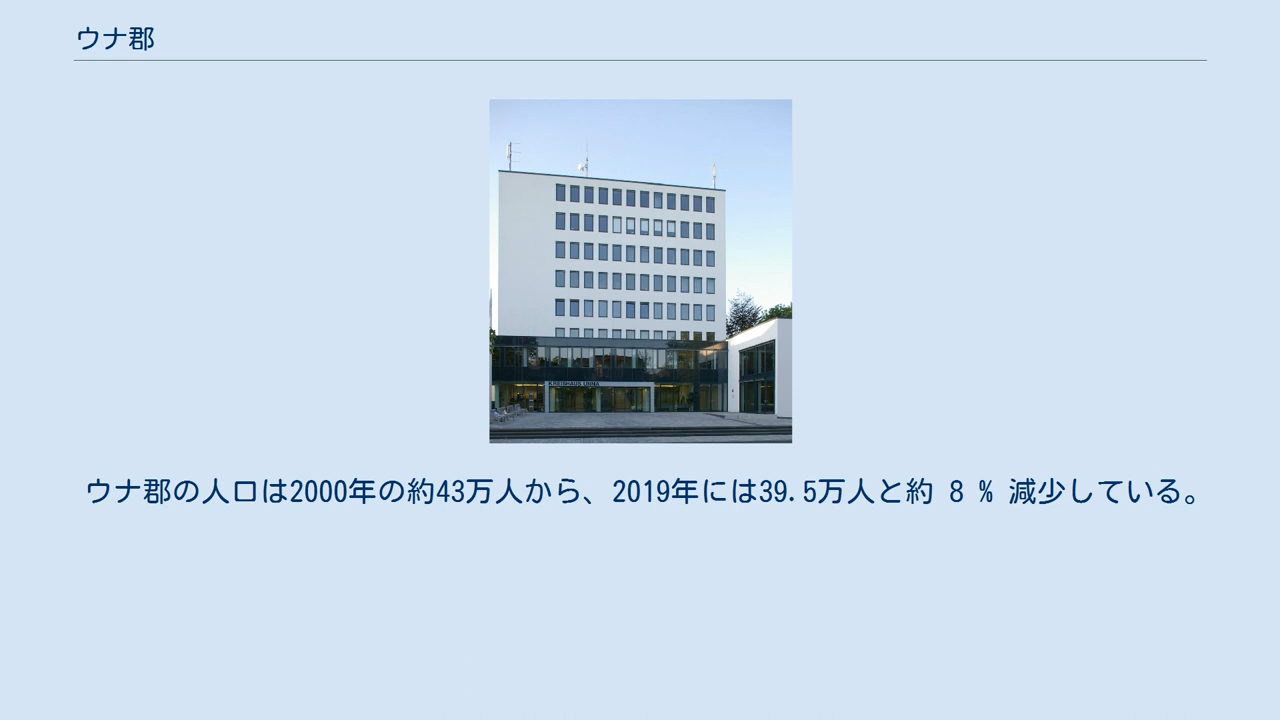 ウナ郡
KREISHAUS UNNA
ウナ郡の人口は2000年の約43万人から、2019年には39.5万人と約 8 % 減少している。